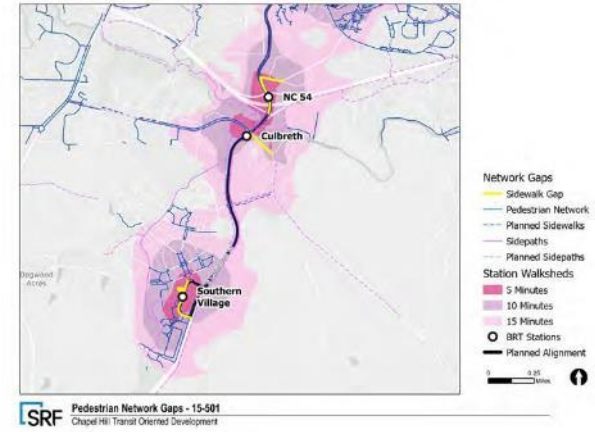 NC 54
Culbreth
Dogwood
Acres
Southern
Village
Network Gaps
Sidewalk Gap
Pedestrian Network
Planned Sidewalks
Sidepaths
Planned Sidepaths
Station Walksheds
5 Minutes
10 Minutes
15 Minutes
BRT Stations
Planned Alignment
0 0.25
Miles
SRF
Pedestrian Network Gaps - 15-501
Chapel Hill Transit Oriented Development